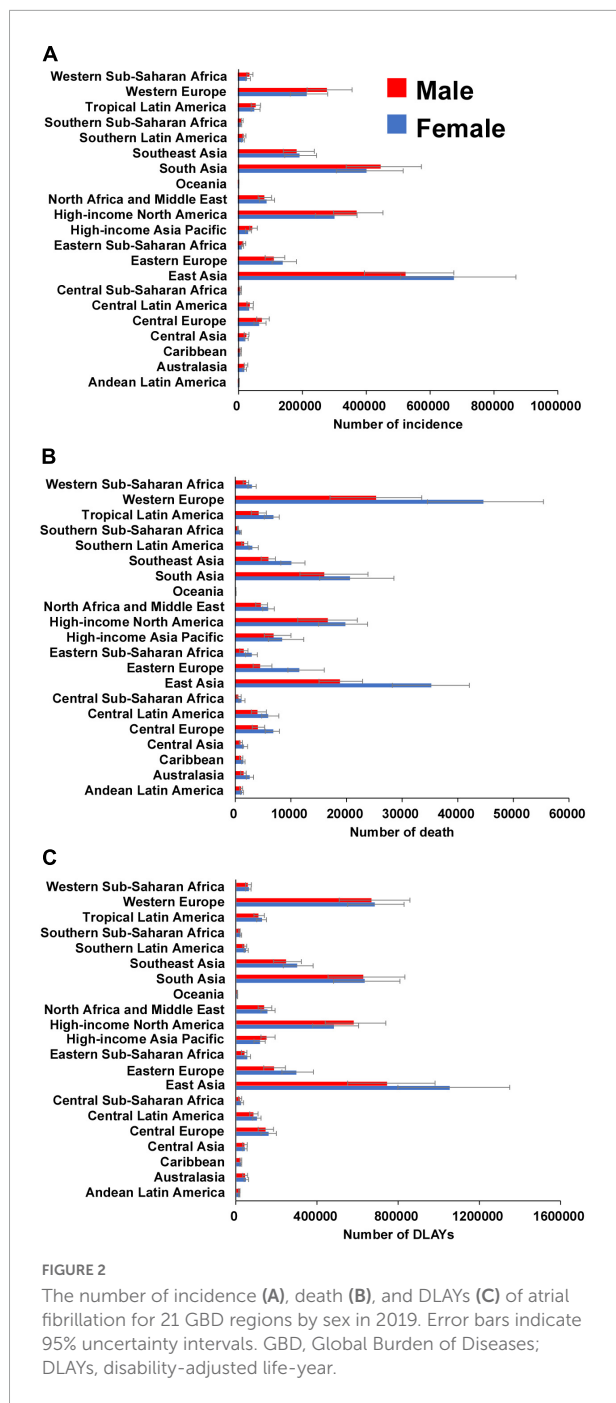 A
Male
Female
Western Sub-Saharan Africa
Western Europe
Tropical Latin America
Southern Sub-Saharan Africa
Southern Latin America
Southeast Asia
South Asia
Oceania
North Africa and Middle East
High-income North America
High-income Asia Pacific
Eastern Sub-Saharan Africa
Eastern Europe
East Asia
Central Sub-Saharan Africa
Central Latin America
Central Europe
Central Asia
Caribbean
Australasia
Andean Latin America
0 200000 400000 600000 800000 1000000
Number of incidence
B
Western Sub-Saharan Africa
Western Europe
Tropical Latin America
Southern Sub-Saharan Africa
Southern Latin America
Southeast Asia
South Asia
Oceania
North Africa and Middle East
High-income North America
High-income Asia Pacific
Eastern Sub-Saharan Africa
Eastern Europe
East Asia
Central Sub-Saharan Africa
Central Latin America
Central Europe
Central Asia
Caribbean
Australasia
Andean Latin America
0 10000 20000 30000 40000 50000 60000
Number of death
C
Western Sub-Saharan Africa
Western Europe
Tropical Latin America
Southern Sub-Saharan Africa
Southern Latin America
Southeast Asia
South Asia
Oceania
North Africa and Middle East
High-income North America
High-income Asia Pacific
Eastern Sub-Saharan Africa
Eastern Europe
East Asia
Central Sub-Saharan Africa
Central Latin America
Central Europe
Central Asia
Caribbean
Australasia
Andean Latin America
0 400000 800000 1200000 1600000
Number of DLAYs
FIGURE 2
The number of incidence (A), death (B), and DLAYs (C) of atrial
fibrillation for 21 GBD regions by sex in 2019. Error bars indicate
95% uncertainty intervals. GBD, Global Burden of Diseases;
DLAYs, disability-adjusted life-year.